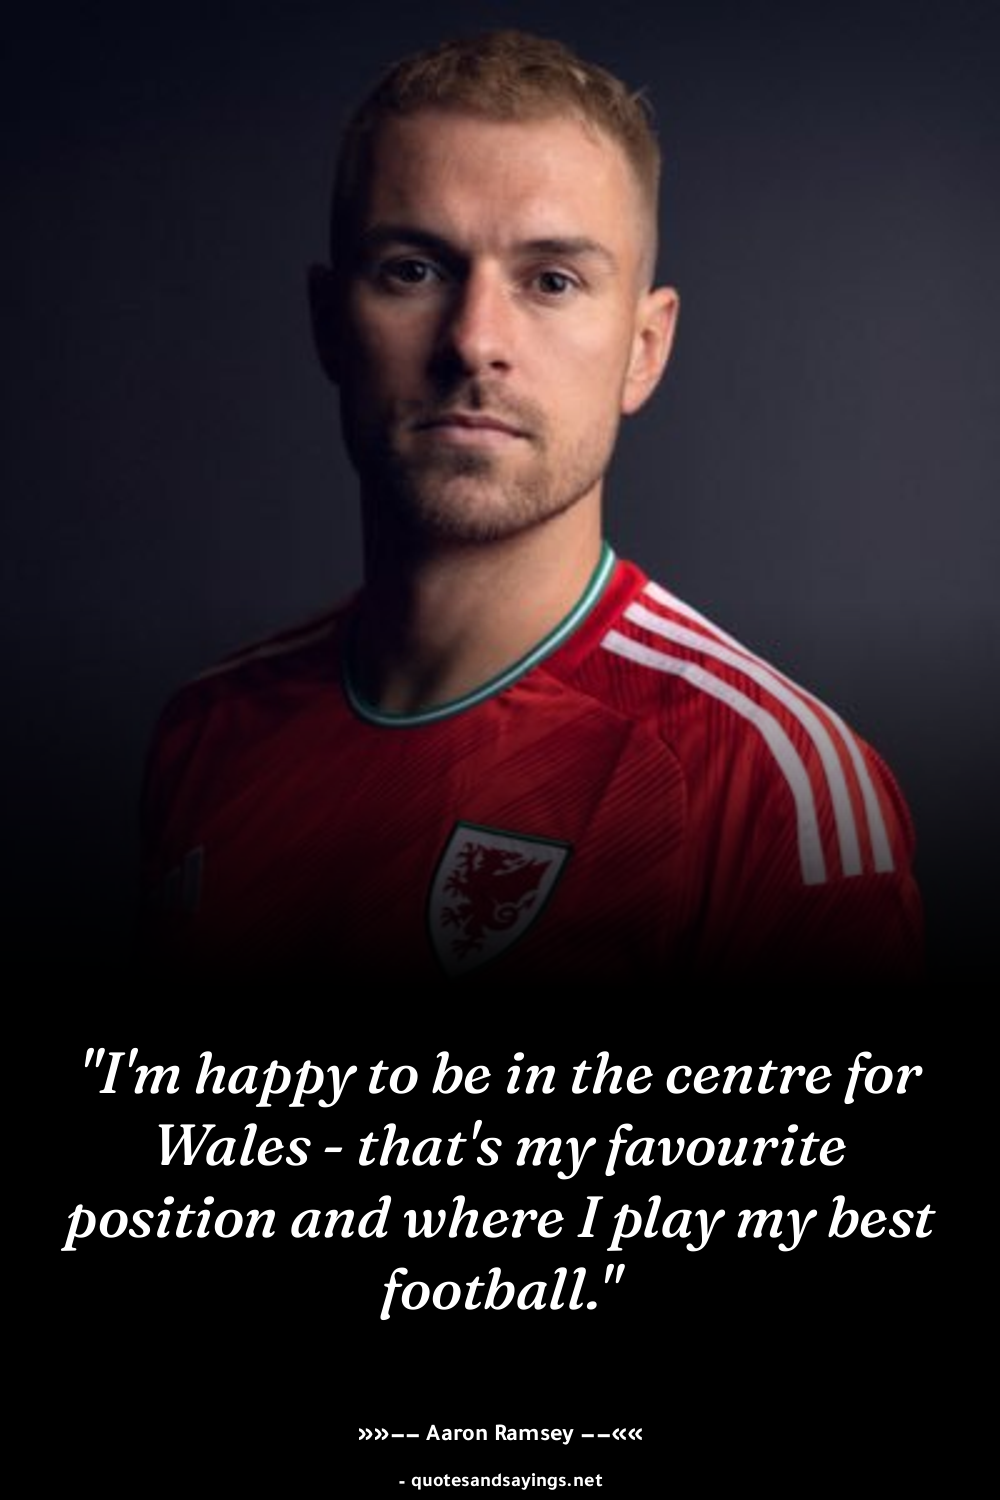 "I'm happy to be in the centre for
Wales - that's my favourite
position and where I play my best
football."
»»–– Aaron Ramsey ––««
- quotesandsayings.net